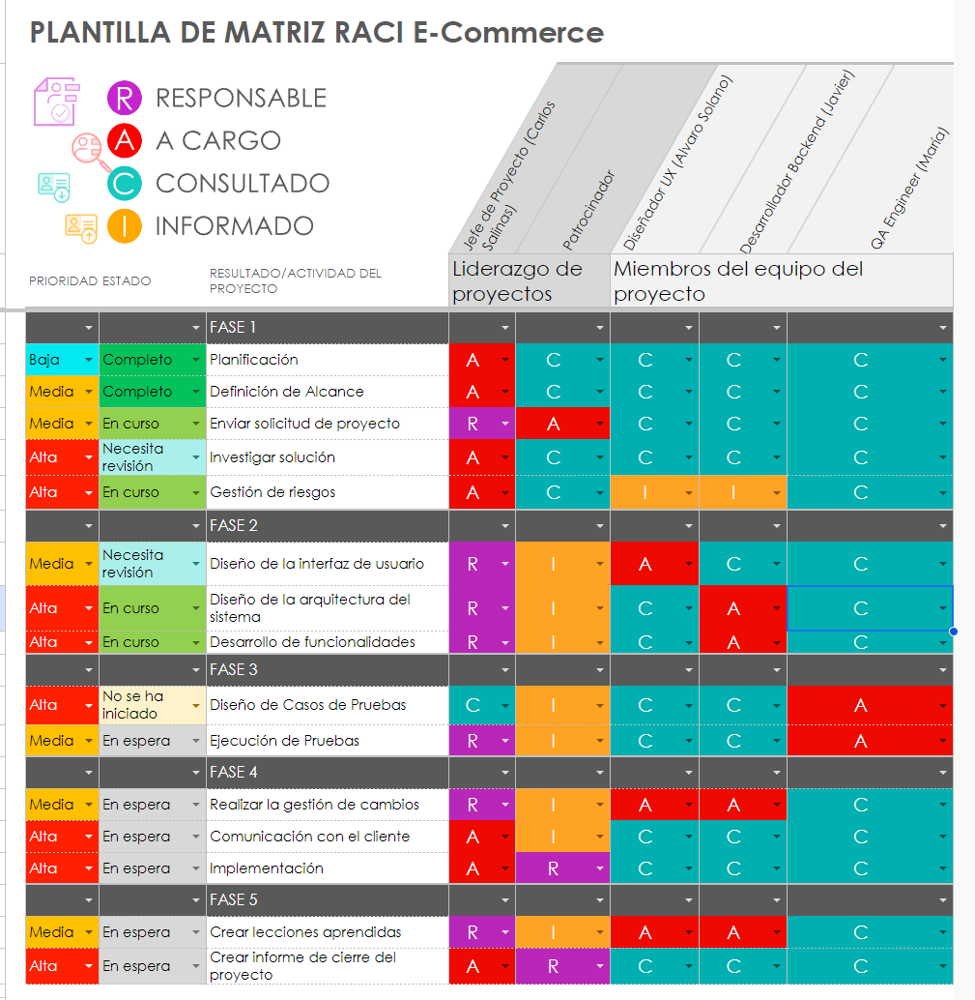 PLANTILLA DE MATRIZ RACI E-Commerce
R RESPONSABLE
A A CARGO
C CONSULTADO
I INFORMADO
Jefe de Proyecto (Carlos
Salinas)
Patrocinador
Diseñador UX (Alvaro Solano)
Desarrollador Backend (Javier)
QA Engineer (María)
PRIORIDAD ESTADO
RESULTADO/ACTIVIDAD DEL
PROYECTO
Liderazgo de
proyectos
Miembros del equipo del
proyecto
FASE 1
Baja Completo Planificación A C C C C
Media Completo Definición de Alcance A C C C C
Media En curso Enviar solicitud de proyecto R A C C C
Alta Necesita
revisión Investigar solución A C C C C
Alta En curso Gestión de riesgos A C I I C
FASE 2
Media Necesita
revisión Diseño de la interfaz de usuario R I A C C
Alta En curso Diseño de la arquitectura del
sistema R I C A C
Alta En curso Desarrollo de funcionalidades R I C A C
FASE 3
Alta No se ha
iniciado Diseño de Casos de Pruebas C I C C A
Media En espera Ejecución de Pruebas R I C C A
FASE 4
Media En espera Realizar la gestión de cambios R I A A C
Alta En espera Comunicación con el cliente A I C C C
Alta En espera Implementación A R C C C
FASE 5
Media En espera Crear lecciones aprendidas R I A A C
Alta En espera Crear informe de cierre del
proyecto A R C C C